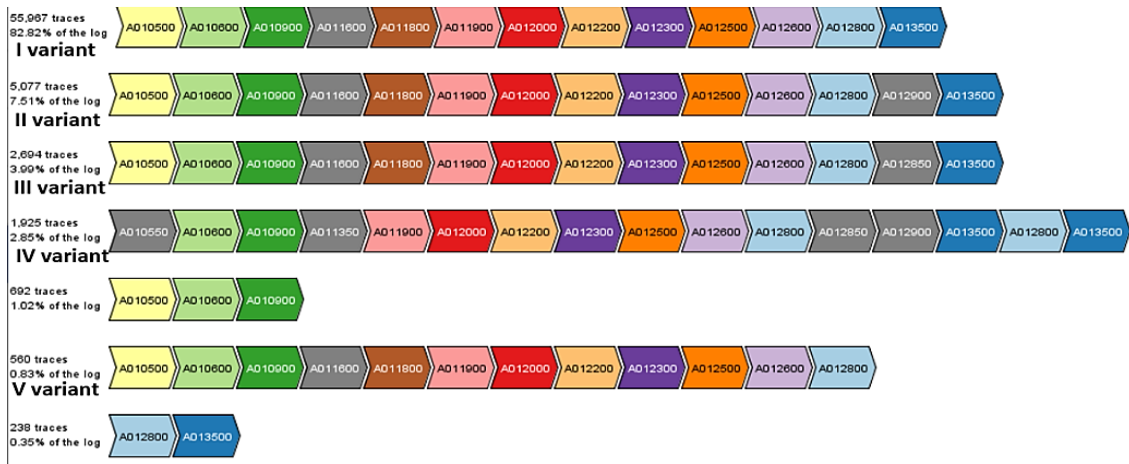 55,967 traces
82.82% of the log
I variant
A010500 A010600 A010900 A011600 A011800 A011900 A012000 A012200 A012300 A012500 A012600 A012800 A013500
5,077 traces
7.51% of the log
II variant
A010500 A010600 A010900 A011600 A011800 A011900 A012000 A012200 A012300 A012500 A012600 A012800 A012900 A013500
2,694 traces
3.99% of the log
III variant
A010500 A010600 A010900 A011600 A011800 A011900 A012000 A012200 A012300 A012500 A012600 A012800 A012850 A013500
1,925 traces
2.85% of the log
IV variant
A010550 A010600 A010900 A011350 A011900 A012000 A012200 A012300 A012500 A012600 A012800 A012850 A012900 A013500 A012800 A013500
692 traces
1.02% of the log
A010500 A010600 A010900
560 traces
0.83% of the log
V variant
A010500 A010600 A010900 A011600 A011800 A011900 A012000 A012200 A012300 A012500 A012600 A012800
238 traces
0.35% of the log
A012800 A013500